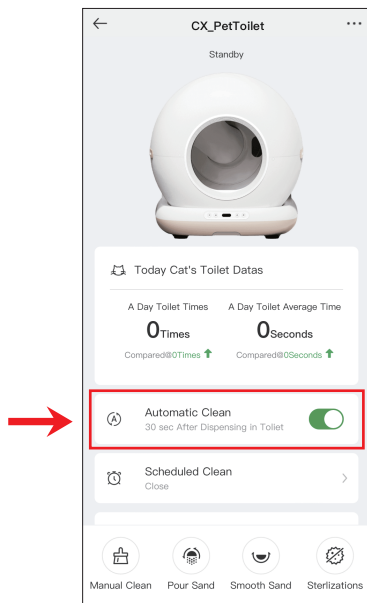 CX_PetToilet
Standby
Today Cat's Toilet Datas
A Day Toilet Times A Day Toilet Average Time
0Times 0Seconds
Compared@0Times Compared@0Seconds
Automatic Clean
30 sec After Dispensing in Toliet
Scheduled Clean
Close
Manual Clean Pour Sand Smooth Sand Sterlizations